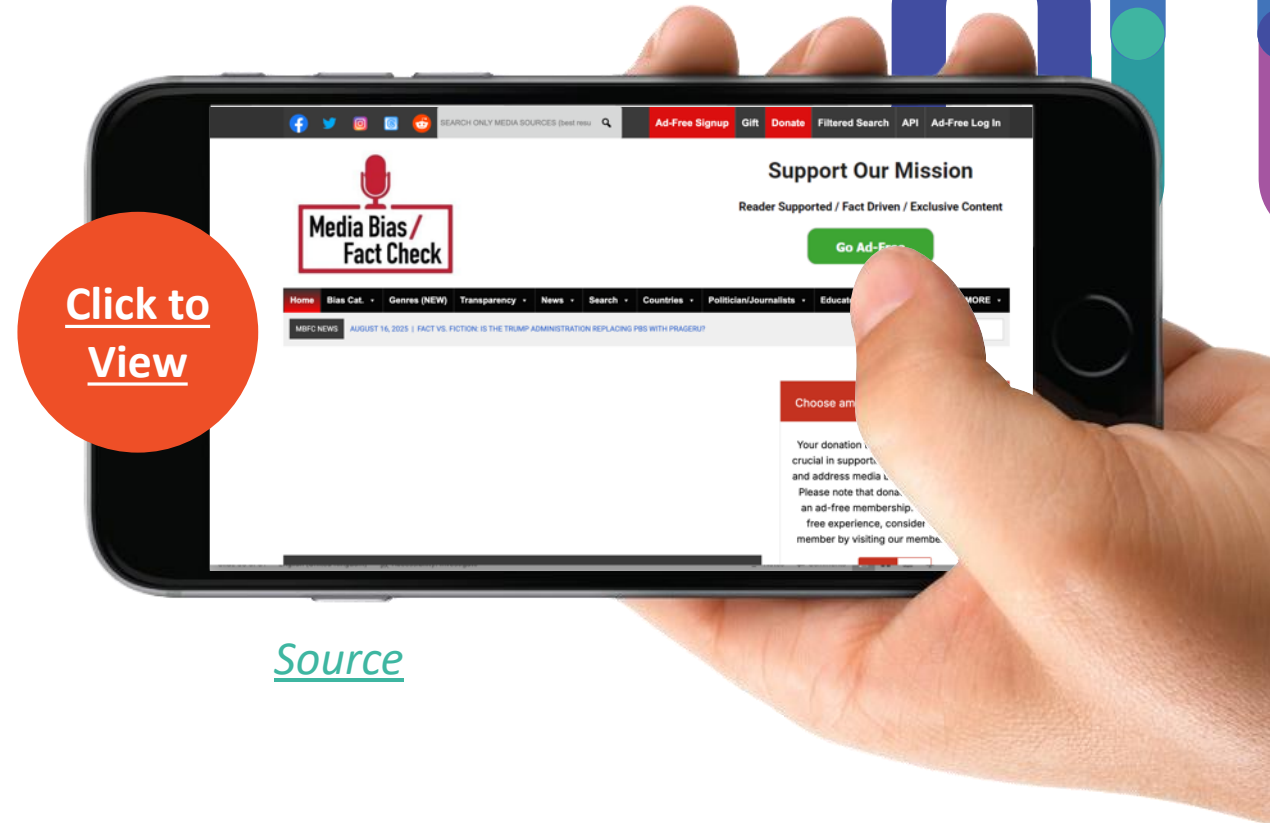 SEARCH ONLY MEDIA SOURCES (best resu
Ad-Free Signup Gift Donate Filtered Search API Ad-Free Log In
Media Bias/
Fact Check
Support Our Mission
Reader Supported / Fact Driven / Exclusive Content
Go Ad-Free
Home Bias Cat. Genres (NEW) Transparency News Search Countries Politician/Journalists MORE
MBFC NEWS AUGUST 16, 2025 | FACT VS. FICTION: IS THE TRUMP ADMINISTRATION REPLACING PBS WITH PRAGERU?
Click to
View
Choose am
Your donation
crucial in support
and address media
Please note that dona
an ad-free membership.
free experience, consider
member by visiting our membe
Source